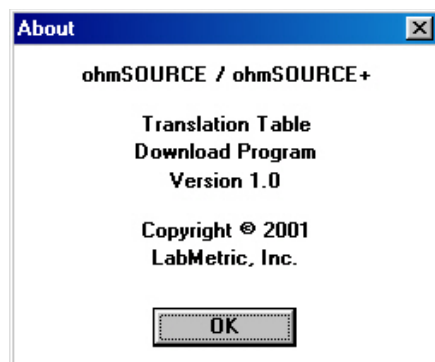 About
ohmSOURCE / ohmSOURCE+
Translation Table
Download Program
Version 1.0
Copyright © 2001
LabMetric, Inc.
OK